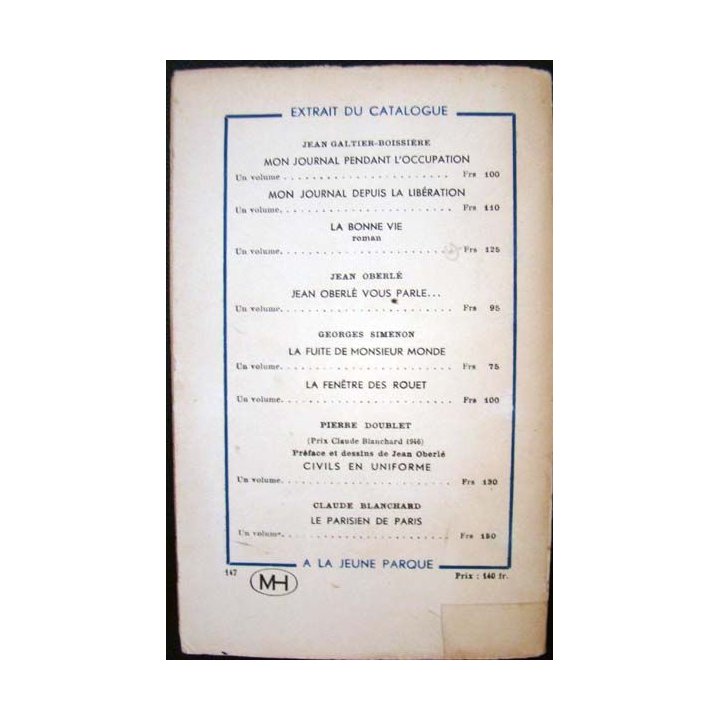 EXTRAIT DU CATALOGUE
JEAN GALTIER-BOISSIÈRE
MON JOURNAL PENDANT L'OCCUPATION
Un volume . . . . . . . . . . . . . . . . . . . . . . . . Frs 100
MON JOURNAL DEPUIS LA LIBÉRATION
Un volume. . . . . . . . . . . . . . . . . . . . . . . . . Frs 110
LA BONNE VIE
roman
Un volume. . . . . . . . . . . . . . . . . . . . . . . . . Frs 125
JEAN OBERLÉ
JEAN OBERLÉ VOUS PARLE...
Un volume. . . . . . . . . . . . . . . . . . . . . . . . . Frs 95
GEORGES SIMENON
LA FUITE DE MONSIEUR MONDE
Un volume. . . . . . . . . . . . . . . . . . . . . . . . . Frs 75
LA FENÊTRE DES ROUET
Un volume. . . . . . . . . . . . . . . . . . . . . . . . . Frs 100
PIERRE DOUBLET
(Prix Claude Blanchard 1946)
Préface et dessins de Jean Oberlé
CIVILS EN UNIFORME
Un volume. . . . . . . . . . . . . . . . . . . . . . . . . Frs 130
CLAUDE BLANCHARD
LE PARISIEN DE PARIS
Un volume. . . . . . . . . . . . . . . . . . . . . . . . . Frs 150
A LA JEUNE PARQUE
147 MH Prix : 140 fr.